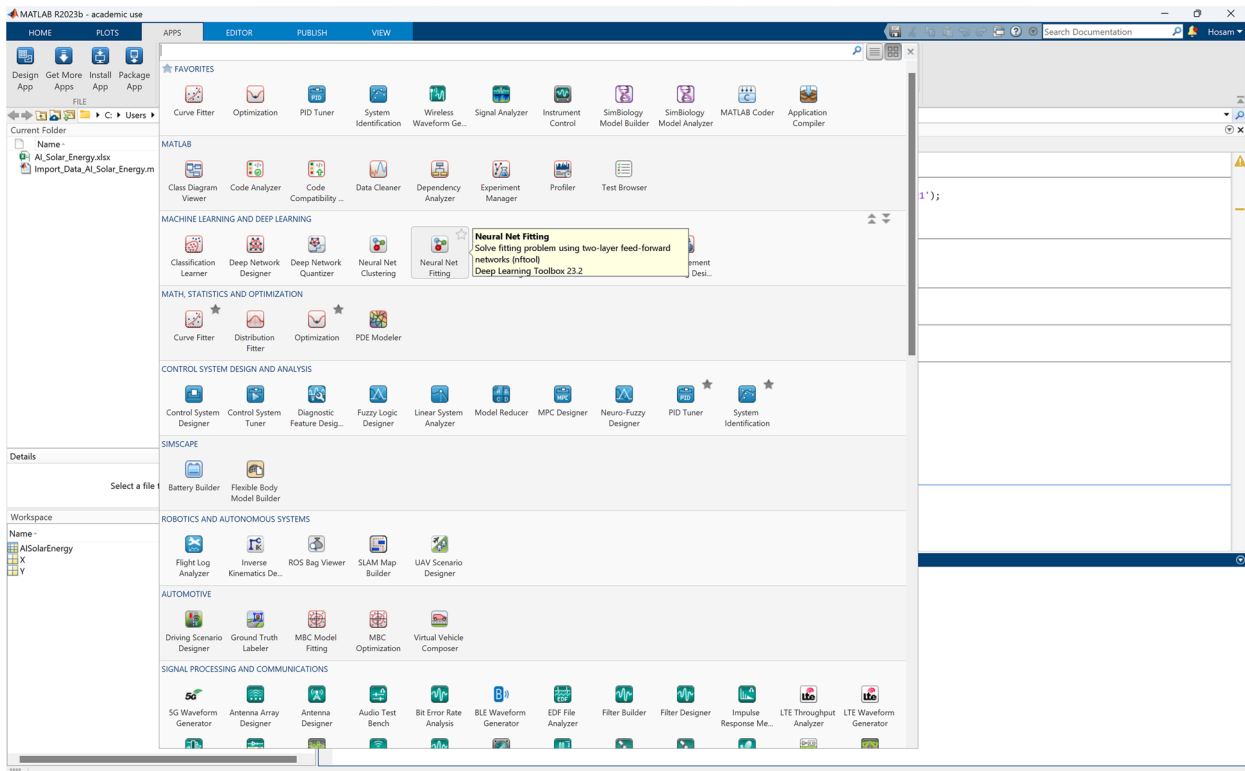 MATLAB R2023b - academic use
HOME PLOTS APPS EDITOR PUBLISH VIEW
Search Documentation
Hosam
Design App
Get More Apps
Install App
Package App
FILE
C: Users
Current Folder
Name
AI_Solar_Energy.xlsx
Import_Data_AI_Solar_Energy.m
Details
Select a file t
Workspace
Name
AISolarEnergy
X
Y
FAVORITES
Curve Fitter
Optimization
PID Tuner
System Identification
Wireless Waveform Ge...
Signal Analyzer
Instrument Control
SimBiology Model Builder
SimBiology Model Analyzer
MATLAB Coder
Application Compiler
MATLAB
Class Diagram Viewer
Code Analyzer
Code Compatibility ...
Data Cleaner
Dependency Analyzer
Experiment Manager
Profiler
Test Browser
1');
MACHINE LEARNING AND DEEP LEARNING
Classification Learner
Deep Network Designer
Deep Network Quantizer
Neural Net Clustering
Neural Net Fitting
Neural Net Fitting
Solve fitting problem using two-layer feed-forward
networks (nftool)
Deep Learning Toolbox 23.2
ment
Desi...
MATH, STATISTICS AND OPTIMIZATION
Curve Fitter
Distribution Fitter
Optimization
PDE Modeler
CONTROL SYSTEM DESIGN AND ANALYSIS
Control System Designer
Control System Tuner
Diagnostic Feature Desig...
Fuzzy Logic Designer
Linear System Analyzer
Model Reducer
MPC Designer
Neuro-Fuzzy Designer
PID Tuner
System Identification
SIMSCAPE
Battery Builder
Flexible Body Model Builder
ROBOTICS AND AUTONOMOUS SYSTEMS
Flight Log Analyzer
Inverse Kinematics De...
ROS Bag Viewer
SLAM Map Builder
UAV Scenario Designer
AUTOMOTIVE
Driving Scenario Designer
Ground Truth Labeler
MBC Model Fitting
MBC Optimization
Virtual Vehicle Composer
SIGNAL PROCESSING AND COMMUNICATIONS
5G Waveform Generator
Antenna Array Designer
Antenna Designer
Audio Test Bench
Bit Error Rate Analysis
BLE Waveform Generator
EDF File Analyzer
Filter Builder
Filter Designer
Impulse Response Me...
LTE Throughput Analyzer
LTE Waveform Generator